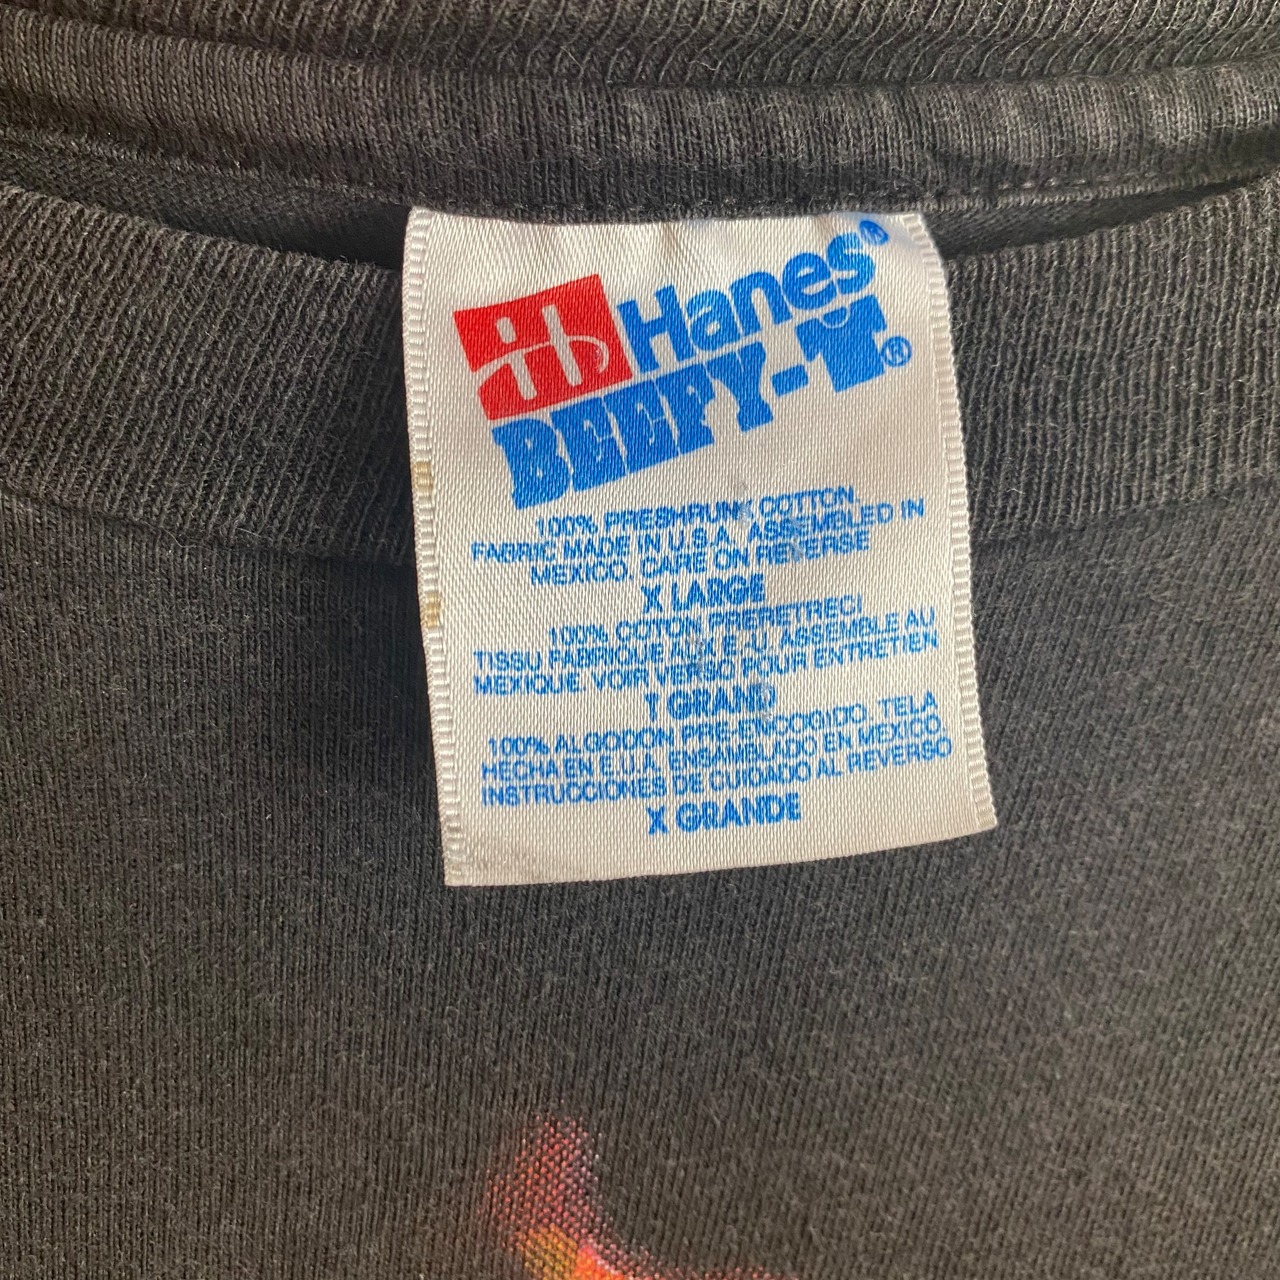 Hanes®
BEEFY-T®
100% PRESHRUNK COTTON.
FABRIC MADE IN U.S.A. ASSEMBLED IN
MEXICO. CARE ON REVERSE
X LARGE
100% COTON PRERETRECI
TISSU FABRIQUE AUX E.-U. ASSEMBLE AU
MEXIQUE. VOIR VERSO POUR ENTRETIEN
T GRAND
100% ALGODON PRE-ENCOGIDO. TELA
HECHA EN E.U.A. ENSAMBLADO EN MEXICO
INSTRUCCIONES DE CUIDADO AL REVERSO
X GRANDE